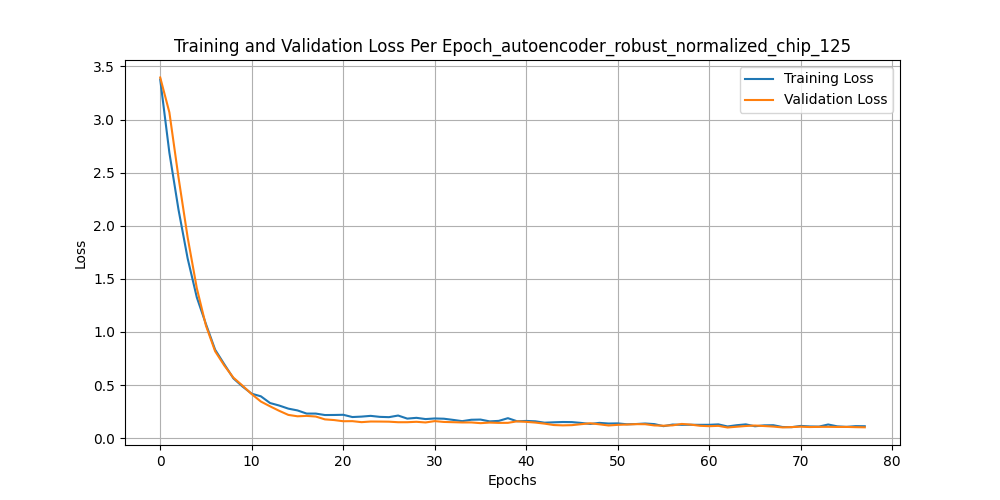 Training and Validation Loss Per Epoch_autoencoder_robust_normalized_chip_125
3.5
3.0
2.5
2.0
1.5
1.0
0.5
0.0
Loss
Training Loss
Validation Loss
0 10 20 30 40 50 60 70 80
Epochs